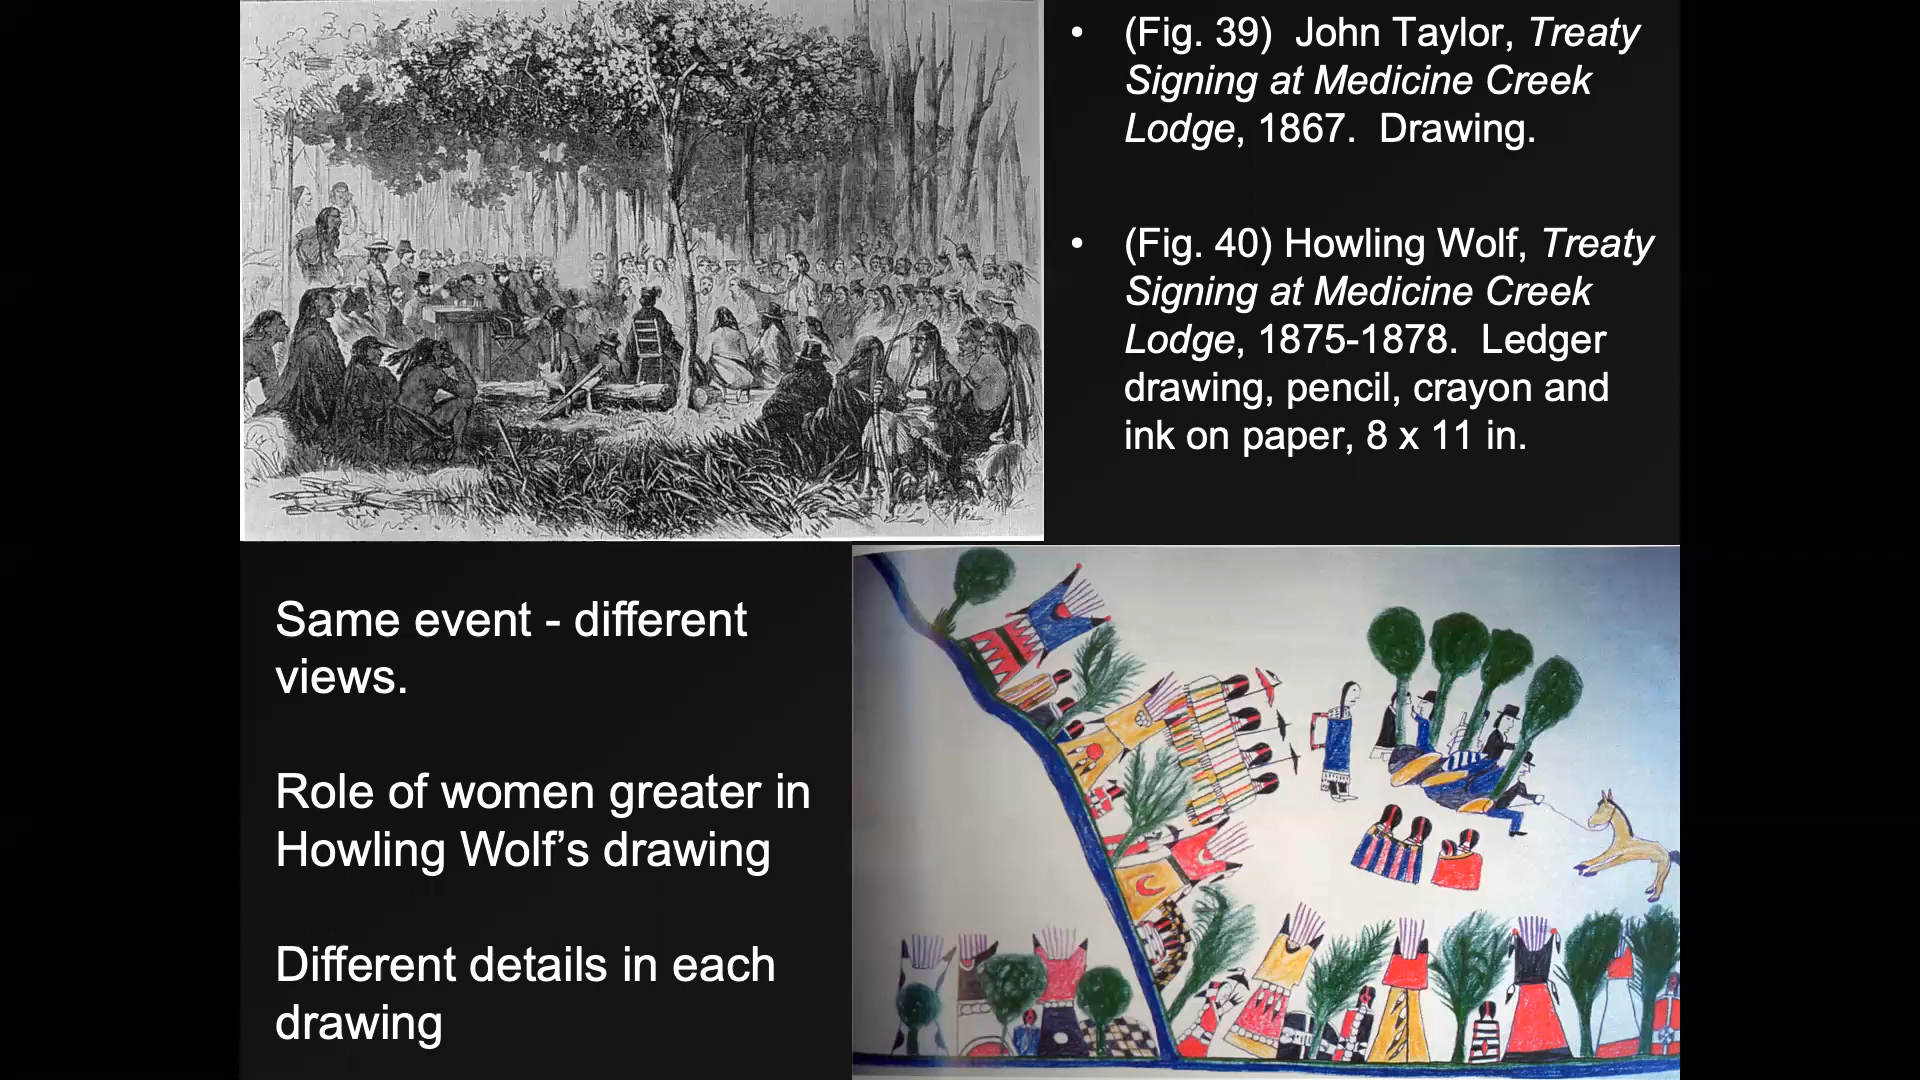 • (Fig. 39)  John Taylor, Treaty
Signing at Medicine Creek
Lodge, 1867.  Drawing.
• (Fig. 40) Howling Wolf, Treaty
Signing at Medicine Creek
Lodge, 1875-1878.  Ledger
drawing, pencil, crayon and
ink on paper, 8 x 11 in.
Same event - different
views.
Role of women greater in
Howling Wolf’s drawing
Different details in each
drawing